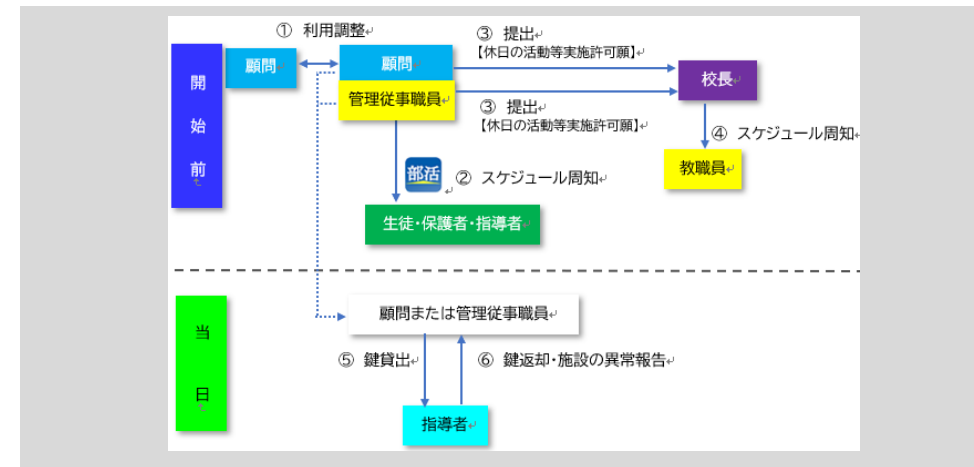 ① 利用調整
③ 提出
【休日の活動等実施許可願】
顧問
顧問
校長
開始前
管理従事職員
③ 提出
【休日の活動等実施許可願】
④ スケジュール周知
部活
② スケジュール周知
教職員
生徒・保護者・指導者
当日
顧問または管理従事職員
⑤ 鍵貸出
⑥ 鍵返却・施設の異常報告
指導者